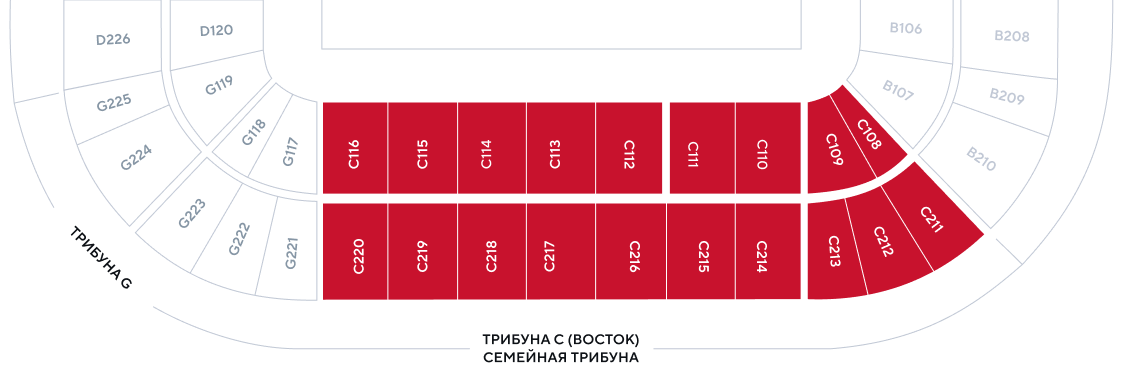 D226
D120
G225
G119
G224
G118
G117
C116
C115
C114
C113
C112
C111
C110
C109
C108
B106
B208
B107
B209
B210
G223
G222
G221
C220
C219
C218
C217
C216
C215
C214
C213
C212
C211
ТРИБУНА G
ТРИБУНА C (ВОСТОК)
СЕМЕЙНАЯ ТРИБУНА